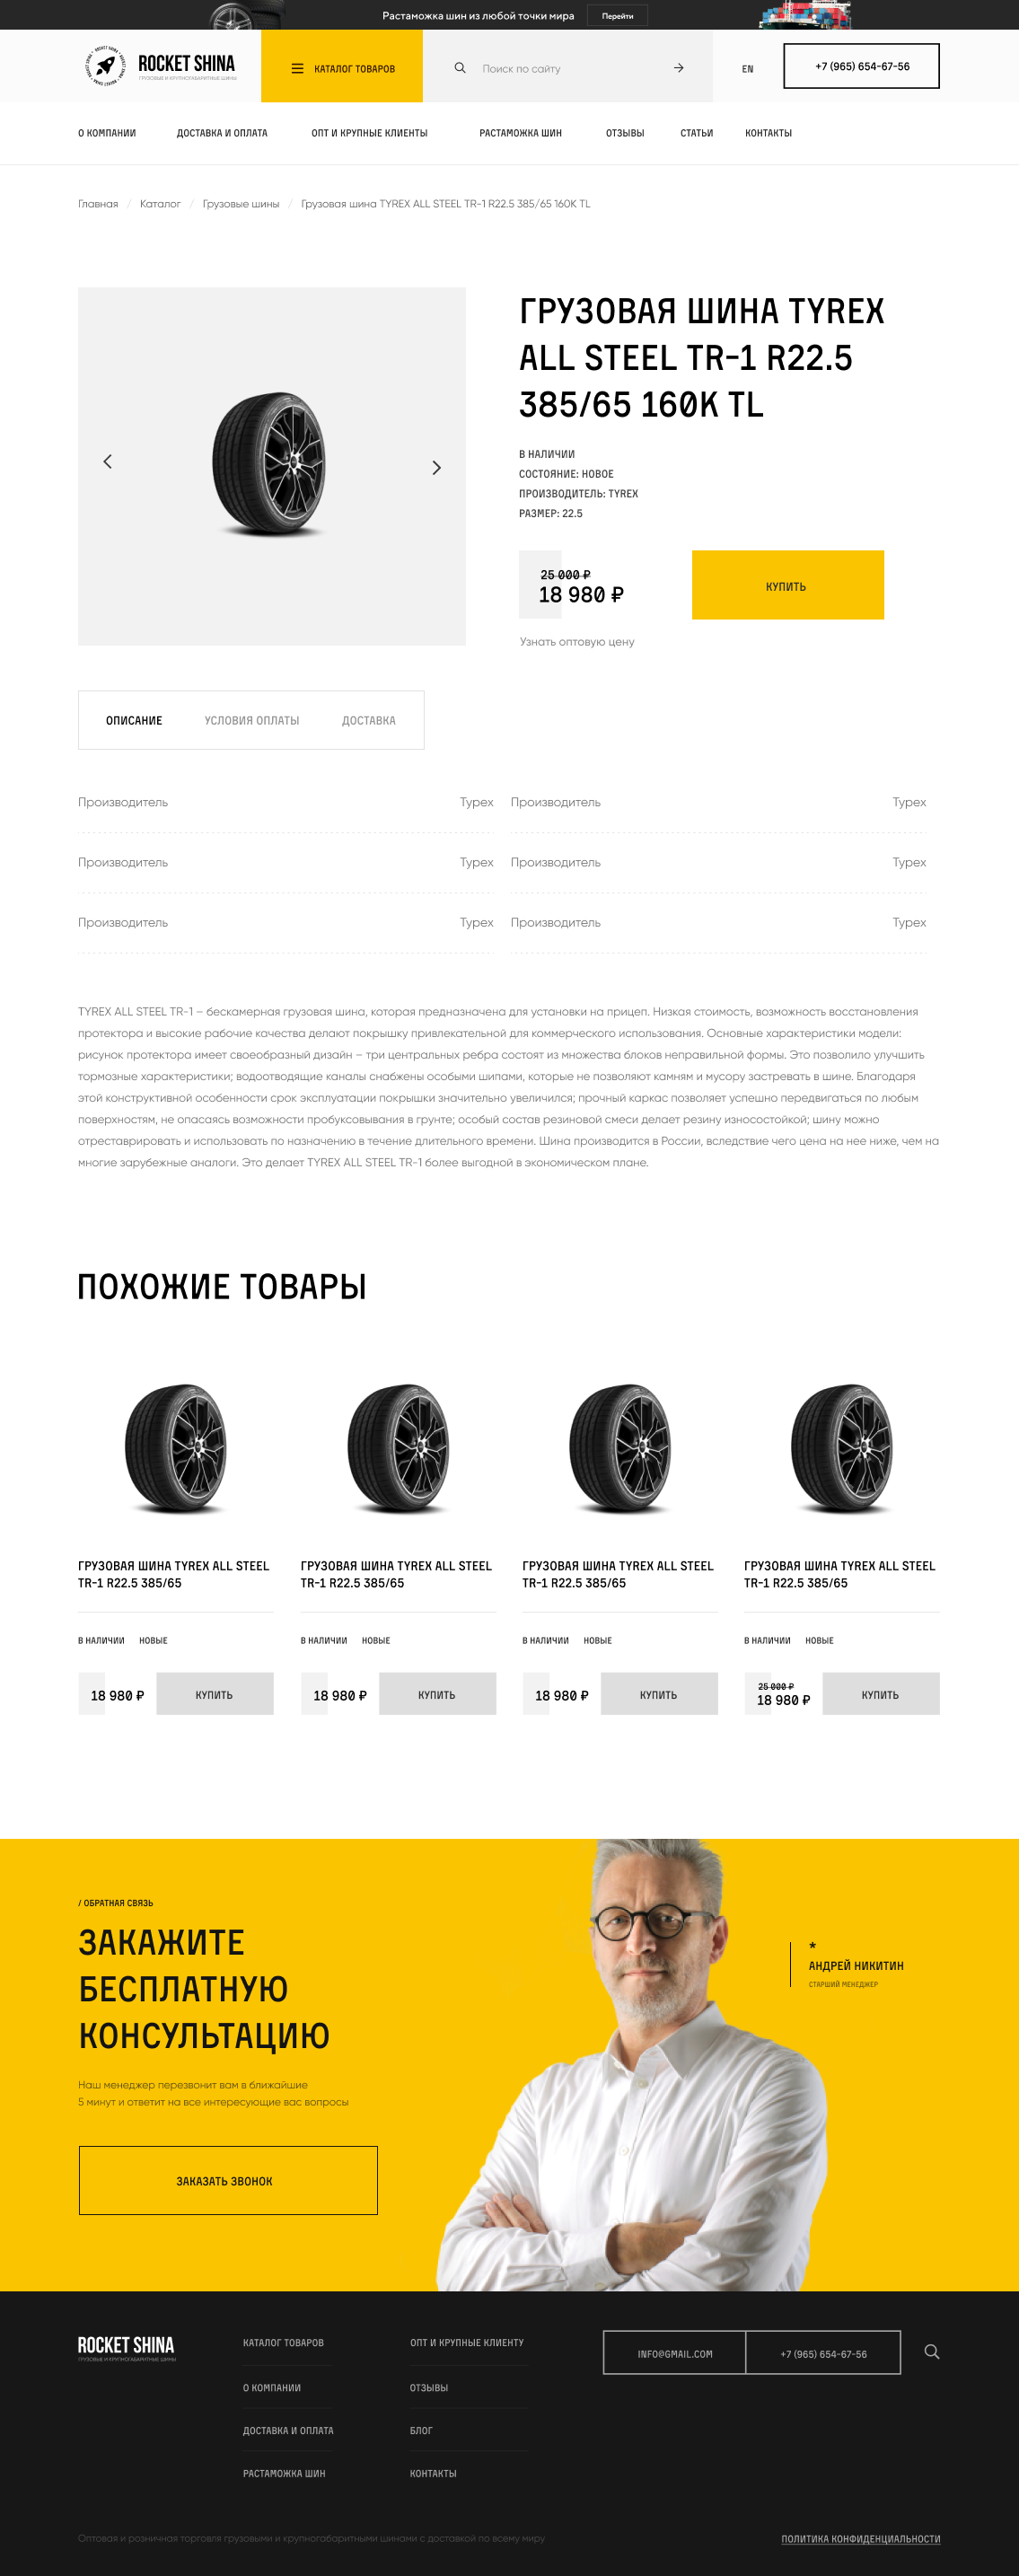 Растаможка шин из любой точки мира
Перейти
ROCKET SHINA
ГРУЗОВЫЕ И КРУПНОГАБАРИТНЫЕ ШИНЫ
КАТАЛОГ ТОВАРОВ
Поиск по сайту
EN
+7 (965) 654-67-56
О КОМПАНИИ
ДОСТАВКА И ОПЛАТА
ОПТ И КРУПНЫЕ КЛИЕНТЫ
РАСТАМОЖКА ШИН
ОТЗЫВЫ
СТАТЬИ
КОНТАКТЫ
Главная / Каталог / Грузовые шины / Грузовая шина TYREX ALL STEEL TR-1 R22.5 385/65 160K TL
ГРУЗОВАЯ ШИНА TYREX
ALL STEEL TR-1 R22.5
385/65 160K TL
В НАЛИЧИИ
СОСТОЯНИЕ: НОВОЕ
ПРОИЗВОДИТЕЛЬ: TYREX
РАЗМЕР: 22.5
25 000 ₽
18 980 ₽
КУПИТЬ
Узнать оптовую цену
ОПИСАНИЕ
УСЛОВИЯ ОПЛАТЫ
ДОСТАВКА
Производитель Тyрех
Производитель Тyрех
Производитель Тyрех
Производитель Тyрех
Производитель Тyрех
Производитель Тyрех
TYREX ALL STEEL TR-1 – бескамерная грузовая шина, которая предназначена для установки на прицеп. Низкая стоимость, возможность восстановления
протектора и высокие рабочие качества делают покрышку привлекательной для коммерческого использования. Основные характеристики модели:
рисунок протектора имеет своеобразный дизайн – три центральных ребра состоят из множества блоков неправильной формы. Это позволило улучшить
тормозные характеристики; водоотводящие каналы снабжены особыми шипами, которые не позволяют камням и мусору застревать в шине. Благодаря
этой конструктивной особенности срок эксплуатации покрышки значительно увеличился; прочный каркас позволяет успешно передвигаться по любым
поверхностям, не опасаясь возможности пробуксовывания в грунте; особый состав резиновой смеси делает резину износостойкой; шину можно
отреставрировать и использовать по назначению в течение длительного времени. Шина производится в России, вследствие чего цена на нее ниже, чем на
многие зарубежные аналоги. Это делает TYREX ALL STEEL TR-1 более выгодной в экономическом плане.
ПОХОЖИЕ ТОВАРЫ
ГРУЗОВАЯ ШИНА TYREX ALL STEEL
TR-1 R22.5 385/65
В НАЛИЧИИ НОВЫЕ
18 980 ₽
КУПИТЬ
ГРУЗОВАЯ ШИНА TYREX ALL STEEL
TR-1 R22.5 385/65
В НАЛИЧИИ НОВЫЕ
18 980 ₽
КУПИТЬ
ГРУЗОВАЯ ШИНА TYREX ALL STEEL
TR-1 R22.5 385/65
В НАЛИЧИИ НОВЫЕ
18 980 ₽
КУПИТЬ
ГРУЗОВАЯ ШИНА TYREX ALL STEEL
TR-1 R22.5 385/65
В НАЛИЧИИ НОВЫЕ
25 000 ₽
18 980 ₽
КУПИТЬ
/ ОБРАТНАЯ СВЯЗЬ
ЗАКАЖИТЕ
БЕСПЛАТНУЮ
КОНСУЛЬТАЦИЮ
Наш менеджер перезвонит вам в ближайшие
5 минут и ответит на все интересующие вас вопросы
ЗАКАЗАТЬ ЗВОНОК
*
АНДРЕЙ НИКИТИН
СТАРШИЙ МЕНЕДЖЕР
ROCKET SHINA
ГРУЗОВЫЕ И КРУПНОГАБАРИТНЫЕ ШИНЫ
КАТАЛОГ ТОВАРОВ
О КОМПАНИИ
ДОСТАВКА И ОПЛАТА
РАСТАМОЖКА ШИН
ОПТ И КРУПНЫЕ КЛИЕНТУ
ОТЗЫВЫ
БЛОГ
КОНТАКТЫ
INFO@GMAIL.COM
+7 (965) 654-67-56
Оптовая и розничная торговля грузовыми и крупногабаритными шинами с доставкой по всему миру
ПОЛИТИКА КОНФИДЕНЦИАЛЬНОСТИ